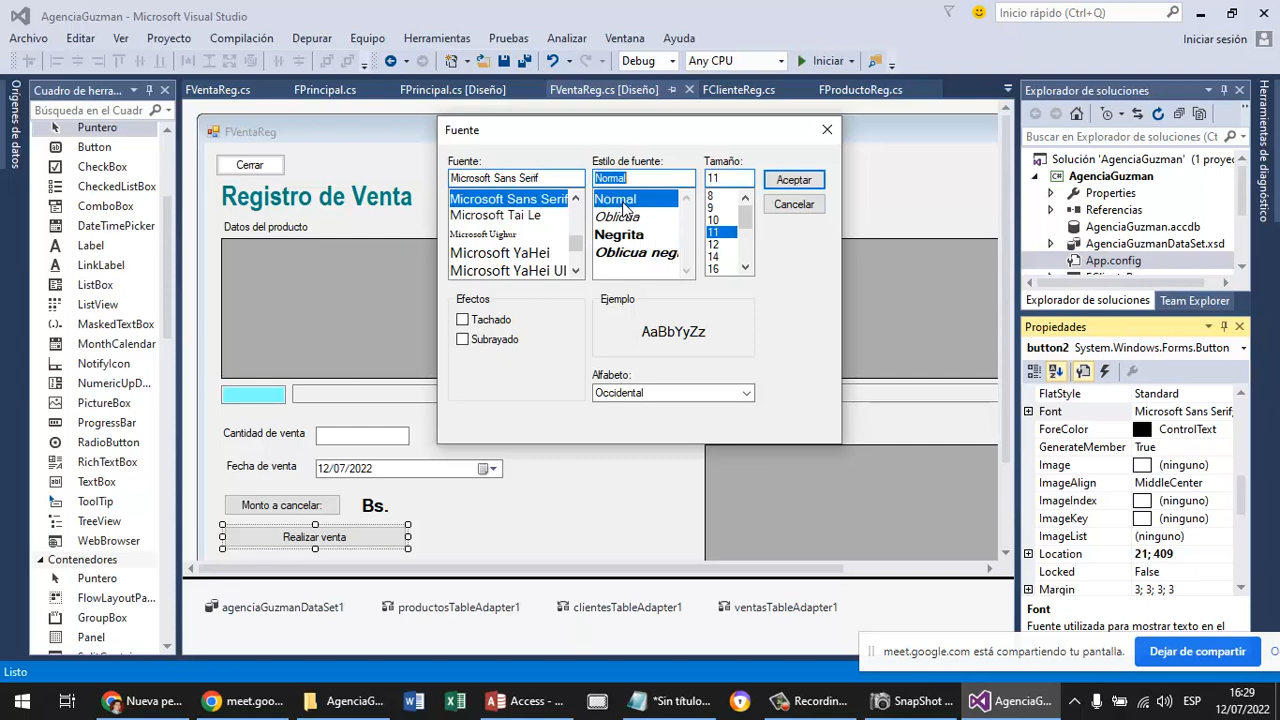 AgenciaGuzman - Microsoft Visual Studio
Inicio rápido (Ctrl+Q)
Archivo Editar Ver Proyecto Compilación Depurar Equipo Herramientas Pruebas Analizar Ventana Ayuda
Iniciar sesión
Debug Any CPU Iniciar
Orígenes de datos
Cuadro de herra...
Búsqueda en el Cuadr
Puntero
Button
CheckBox
CheckedListBox
ComboBox
DateTimePicker
Label
LinkLabel
ListBox
ListView
MaskedTextBox
MonthCalendar
NotifyIcon
NumericUpD...
PictureBox
ProgressBar
RadioButton
RichTextBox
TextBox
ToolTip
TreeView
WebBrowser
Contenedores
Puntero
FlowLayoutPa...
GroupBox
Panel
FVentaReg.cs FPrincipal.cs FPrincipal.cs [Diseño] FVentaReg.cs [Diseño] FClienteReg.cs FProductoReg.cs
FVentaReg
Cerrar
Registro de Venta
Datos del producto
Cantidad de venta
Fecha de venta 12/07/2022
Monto a cancelar: Bs.
Realizar venta
agenciaGuzmanDataSet1 productosTableAdapter1 clientesTableAdapter1 ventasTableAdapter1
Fuente
Fuente: Estilo de fuente: Tamaño:
Microsoft Sans Serif Normal 11
Aceptar
Cancelar
Microsoft Sans Serif
Microsoft Tai Le
Microsoft Uighur
Microsoft YaHei
Microsoft YaHei UI
Normal
Oblicua
Negrita
Oblicua neg
8
9
10
11
12
14
16
Efectos
Tachado
Subrayado
Ejemplo
AaBbYyZz
Alfabeto:
Occidental
Explorador de soluciones
Buscar en Explorador de soluciones (Ct
Solución "AgenciaGuzman" (1 proyec
AgenciaGuzman
Properties
Referencias
AgenciaGuzman.accdb
AgenciaGuzmanDataSet.xsd
App.config
Explorador de soluciones Team Explorer
Propiedades
button2 System.Windows.Forms.Button
FlatStyle Standard
Font Microsoft Sans Serif;
ForeColor ControlText
GenerateMember True
Image (ninguno)
ImageAlign MiddleCenter
ImageIndex (ninguno)
ImageKey (ninguno)
ImageList (ninguno)
Location 21; 409
Locked False
Margin 3; 3; 3; 3
Font
Fuente utilizada para mostrar texto en el
Herramientas de diagnóstico
meet.google.com está compartiendo tu pantalla. Dejar de compartir
Listo
Nueva pe... meet.goo... AgenciaG... Access - ... *Sin título... Recordin... SnapShot ... AgenciaG...
ESP
16:29
12/07/2022